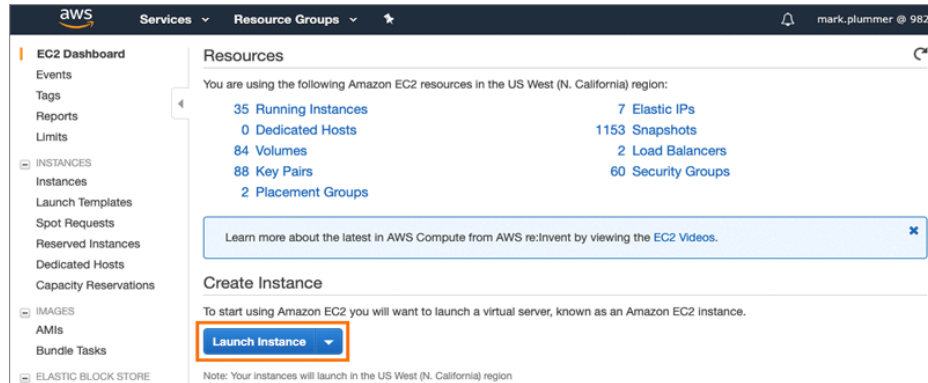 aws Services Resource Groups mark.plummer @ 982
EC2 Dashboard
Events
Tags
Reports
Limits
INSTANCES
Instances
Launch Templates
Spot Requests
Reserved Instances
Dedicated Hosts
Capacity Reservations
IMAGES
AMIs
Bundle Tasks
ELASTIC BLOCK STORE
Resources
You are using the following Amazon EC2 resources in the US West (N. California) region:
35 Running Instances
0 Dedicated Hosts
84 Volumes
88 Key Pairs
2 Placement Groups
7 Elastic IPs
1153 Snapshots
2 Load Balancers
60 Security Groups
Learn more about the latest in AWS Compute from AWS re:Invent by viewing the EC2 Videos.
Create Instance
To start using Amazon EC2 you will want to launch a virtual server, known as an Amazon EC2 instance.
Launch Instance
Note: Your instances will launch in the US West (N. California) region